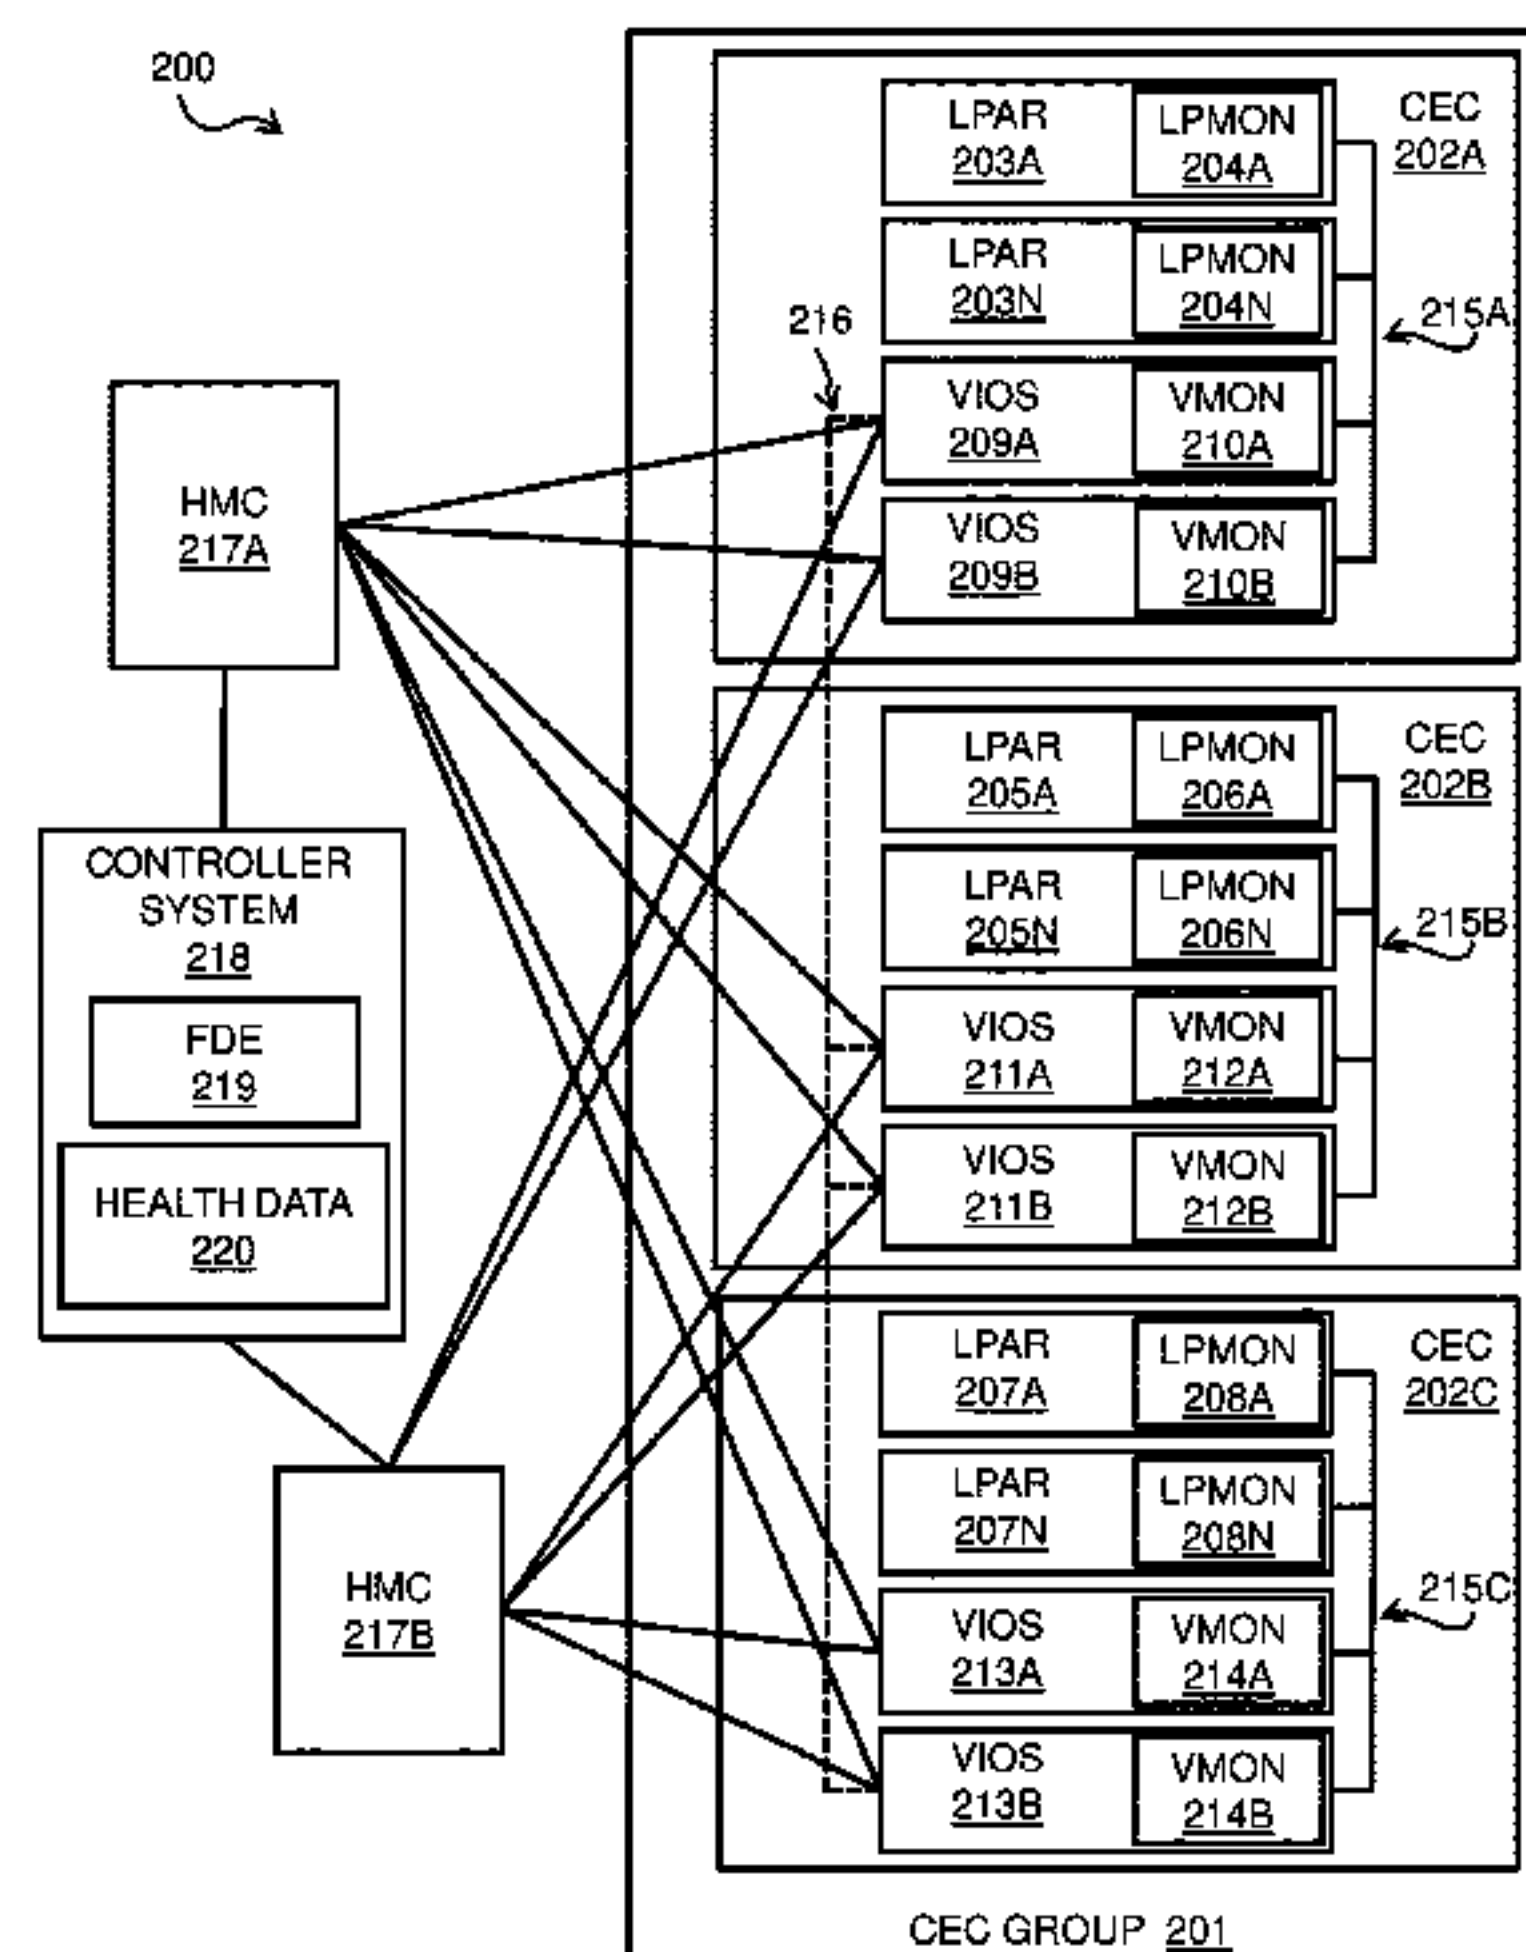 200
LPAR
203A
LPMON
204A
CEC
202A
LPAR
203N
LPMON
204N
215A
216
VIOS
209A
VMON
210A
HMC
217A
VIOS
209B
VMON
210B
LPAR
205A
LPMON
206A
CEC
202B
LPAR
205N
LPMON
206N
215B
CONTROLLER
SYSTEM
218
FDE
219
HEALTH DATA
220
VIOS
211A
VMON
212A
VIOS
211B
VMON
212B
LPAR
207A
LPMON
208A
CEC
202C
LPAR
207N
LPMON
208N
215C
HMC
217B
VIOS
213A
VMON
214A
VIOS
213B
VMON
214B
CEC GROUP 201